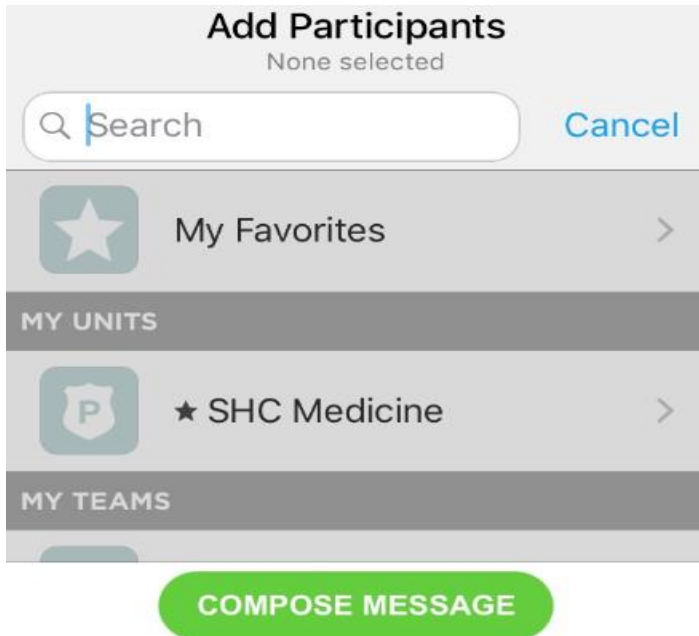 Add Participants
None selected
Search
Cancel
My Favorites
MY UNITS
P
★ SHC Medicine
MY TEAMS
COMPOSE MESSAGE